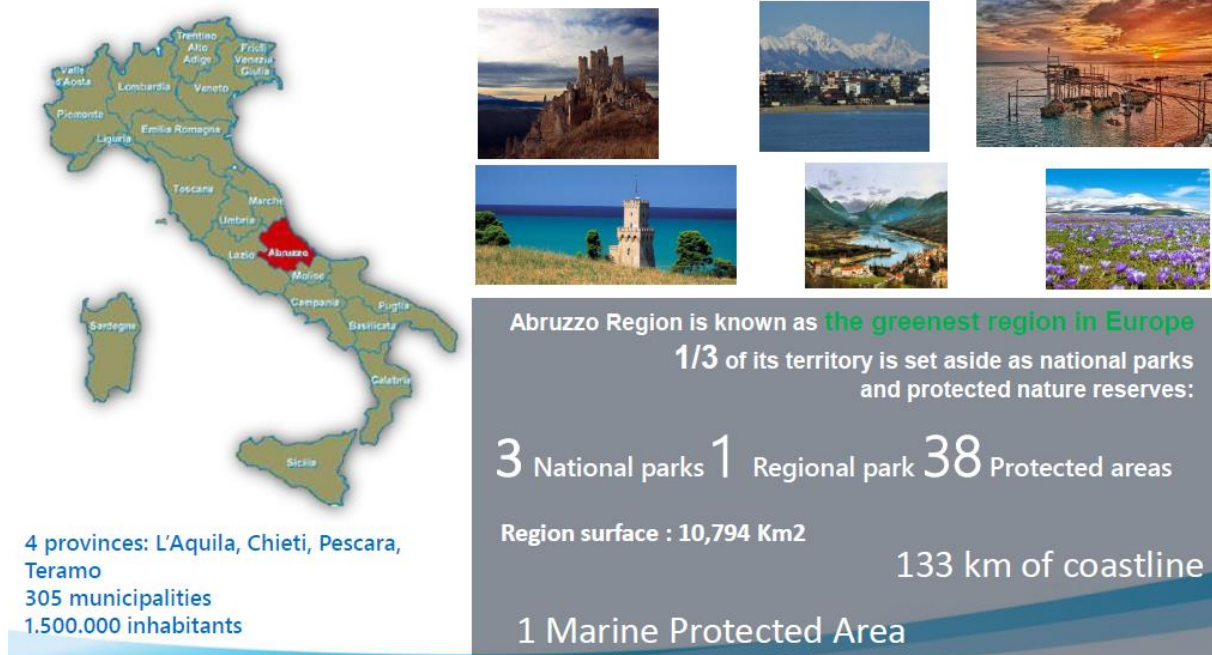 Trentino
Alto
Adige
Friuli
Venezia
Giulia
Valle
d'Aosta
Lombardia
Veneto
Piemonte
Emilia Romagna
Liguria
Toscana
Marche
Umbria
Lazio
Abruzzo
Molise
Campania
Puglia
Basilicata
Sardegna
Calabria
Sicilia
4 provinces: L'Aquila, Chieti, Pescara,
Teramo
305 municipalities
1.500.000 inhabitants
Abruzzo Region is known as the greenest region in Europe
1/3 of its territory is set aside as national parks
and protected nature reserves:
3 National parks 1 Regional park 38 Protected areas
Region surface : 10,794 Km2
133 km of coastline
1 Marine Protected Area